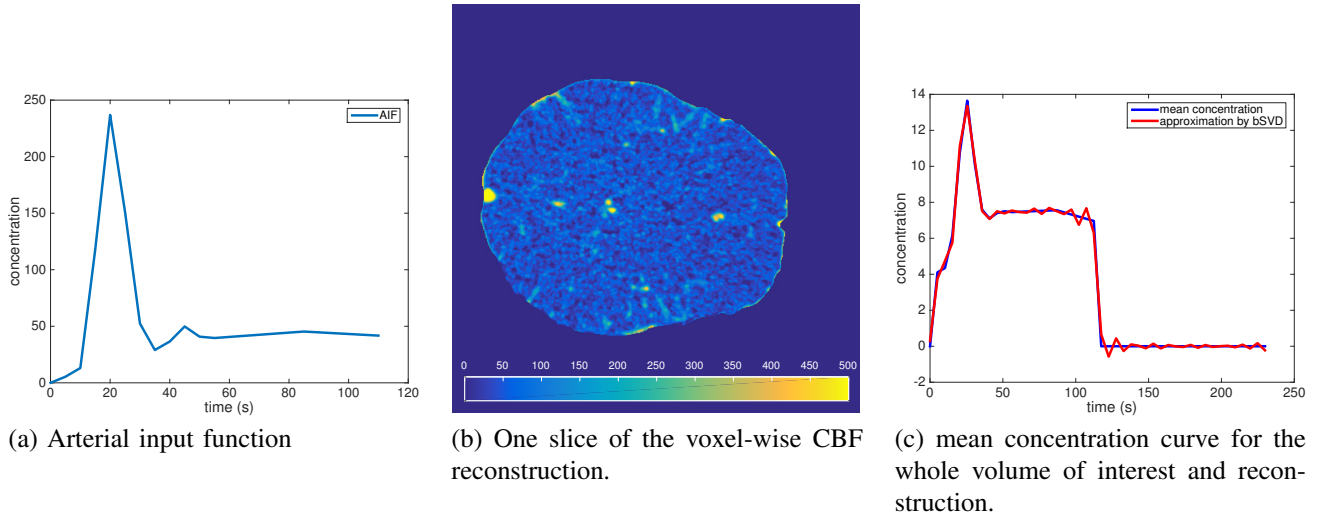 250
200
150
100
50
0
concentration
AIF
0 20 40 60 80 100 120
time (s)
(a) Arterial input function
0 50 100 150 200 250 300 350 400 450 500
(b) One slice of the voxel-wise CBF
reconstruction.
14
12
10
8
6
4
2
0
-2
concentration
mean concentration
approximation by bSVD
0 50 100 150 200 250
time (s)
(c) mean concentration curve for the
whole volume of interest and recon-
struction.